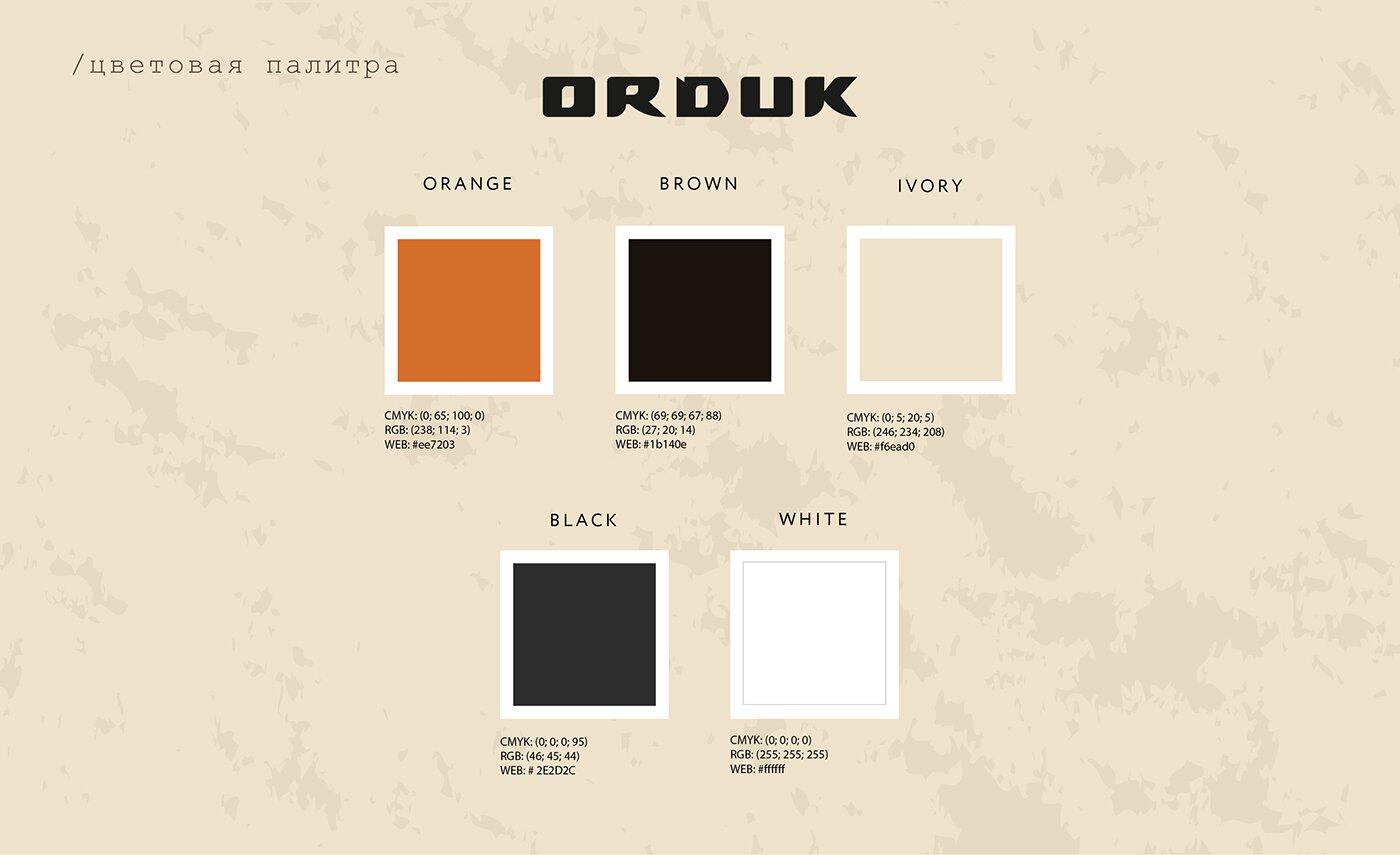 /цветовая палитра
ORDUK
ORANGE
CMYK: (0; 65; 100; 0)
RGB: (238; 114; 3)
WEB: #ee7203
BROWN
CMYK: (69; 69; 67; 88)
RGB: (27; 20; 14)
WEB: #1b140e
IVORY
CMYK: (0; 5; 20; 5)
RGB: (246; 234; 208)
WEB: #f6ead0
BLACK
CMYK: (0; 0; 0; 95)
RGB: (46; 45; 44)
WEB: # 2E2D2C
WHITE
CMYK: (0; 0; 0; 0)
RGB: (255; 255; 255)
WEB: #ffffff